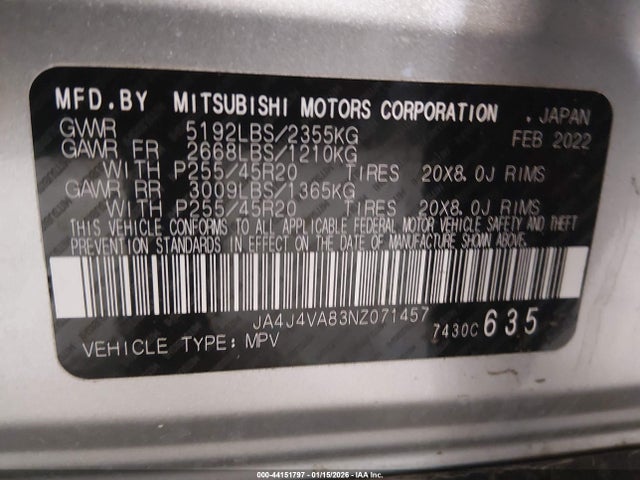 MFD.BY MITSUBISHI MOTORS CORPORATION . JAPAN
GVWR 5192LBS/2355KG FEB 2022
GAWR FR 2668LBS/1210KG
WITH P255/45R20 TIRES 20X8.0J RIMS
GAWR RR 3009LBS/1365KG
WITH P255/45R20 TIRES 20X8.0J RIMS
THIS VEHICLE CONFORMS TO ALL APPLICABLE FEDERAL MOTOR VEHICLE SAFETY AND THEFT
PREVENTION STANDARDS IN EFFECT ON THE DATE OF MANUFACTURE SHOWN ABOVE.
JA4J4VA83NZ071457
7430C 635
VEHICLE TYPE: MPV
000-44151797 - 01/15/2026 - IAA Inc.